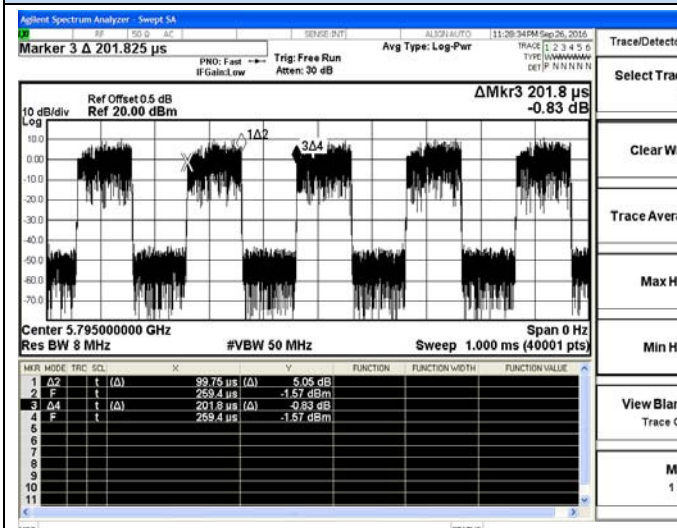 Agilent Spectrum Analyzer - Swept SA
RF 50 Ω AC SENSE:INT ALIGN AUTO 11:28:34 PM Sep 26, 2016
Marker 3 Δ 201.825 µs
PNO: Fast
IFGain:Low
Trig: Free Run
Atten: 30 dB
Avg Type: Log-Pwr
TRACE 1 2 3 4 5 6
TYPE
DET P N N N N N
Trace/Detecto
Select Trac
Clear W
Trace Avera
Max H
Min H
View Blan
Trace
M
1
ΔMkr3 201.8 µs
-0.83 dB
Ref Offset 0.5 dB
Ref 20.00 dBm
10 dB/div
Log
10.0
0.00
-10.0
-20.0
-30.0
-40.0
-50.0
-60.0
-70.0
1Δ2
3Δ4
X
Center 5.795000000 GHz
Span 0 Hz
Res BW 8 MHz
#VBW 50 MHz
Sweep 1.000 ms (40001 pts)
MKR MODE TRC SCL X Y FUNCTION FUNCTION WIDTH FUNCTION VALUE
1 Δ2 t (Δ) 99.75 µs (Δ) 5.05 dB
2 F t 259.4 µs -1.57 dBm
3 Δ4 t (Δ) 201.8 µs (Δ) -0.83 dB
4 F t 259.4 µs -1.57 dBm
5
6
7
8
9
10
11